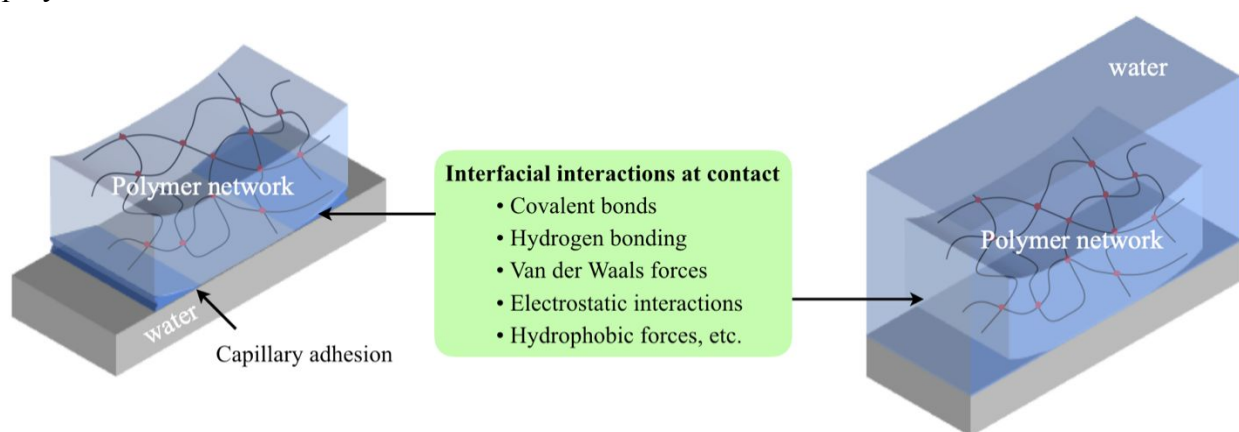 Polymer network
water
Capillary adhesion
Interfacial interactions at contact
• Covalent bonds
• Hydrogen bonding
• Van der Waals forces
• Electrostatic interactions
• Hydrophobic forces, etc.
water
Polymer network